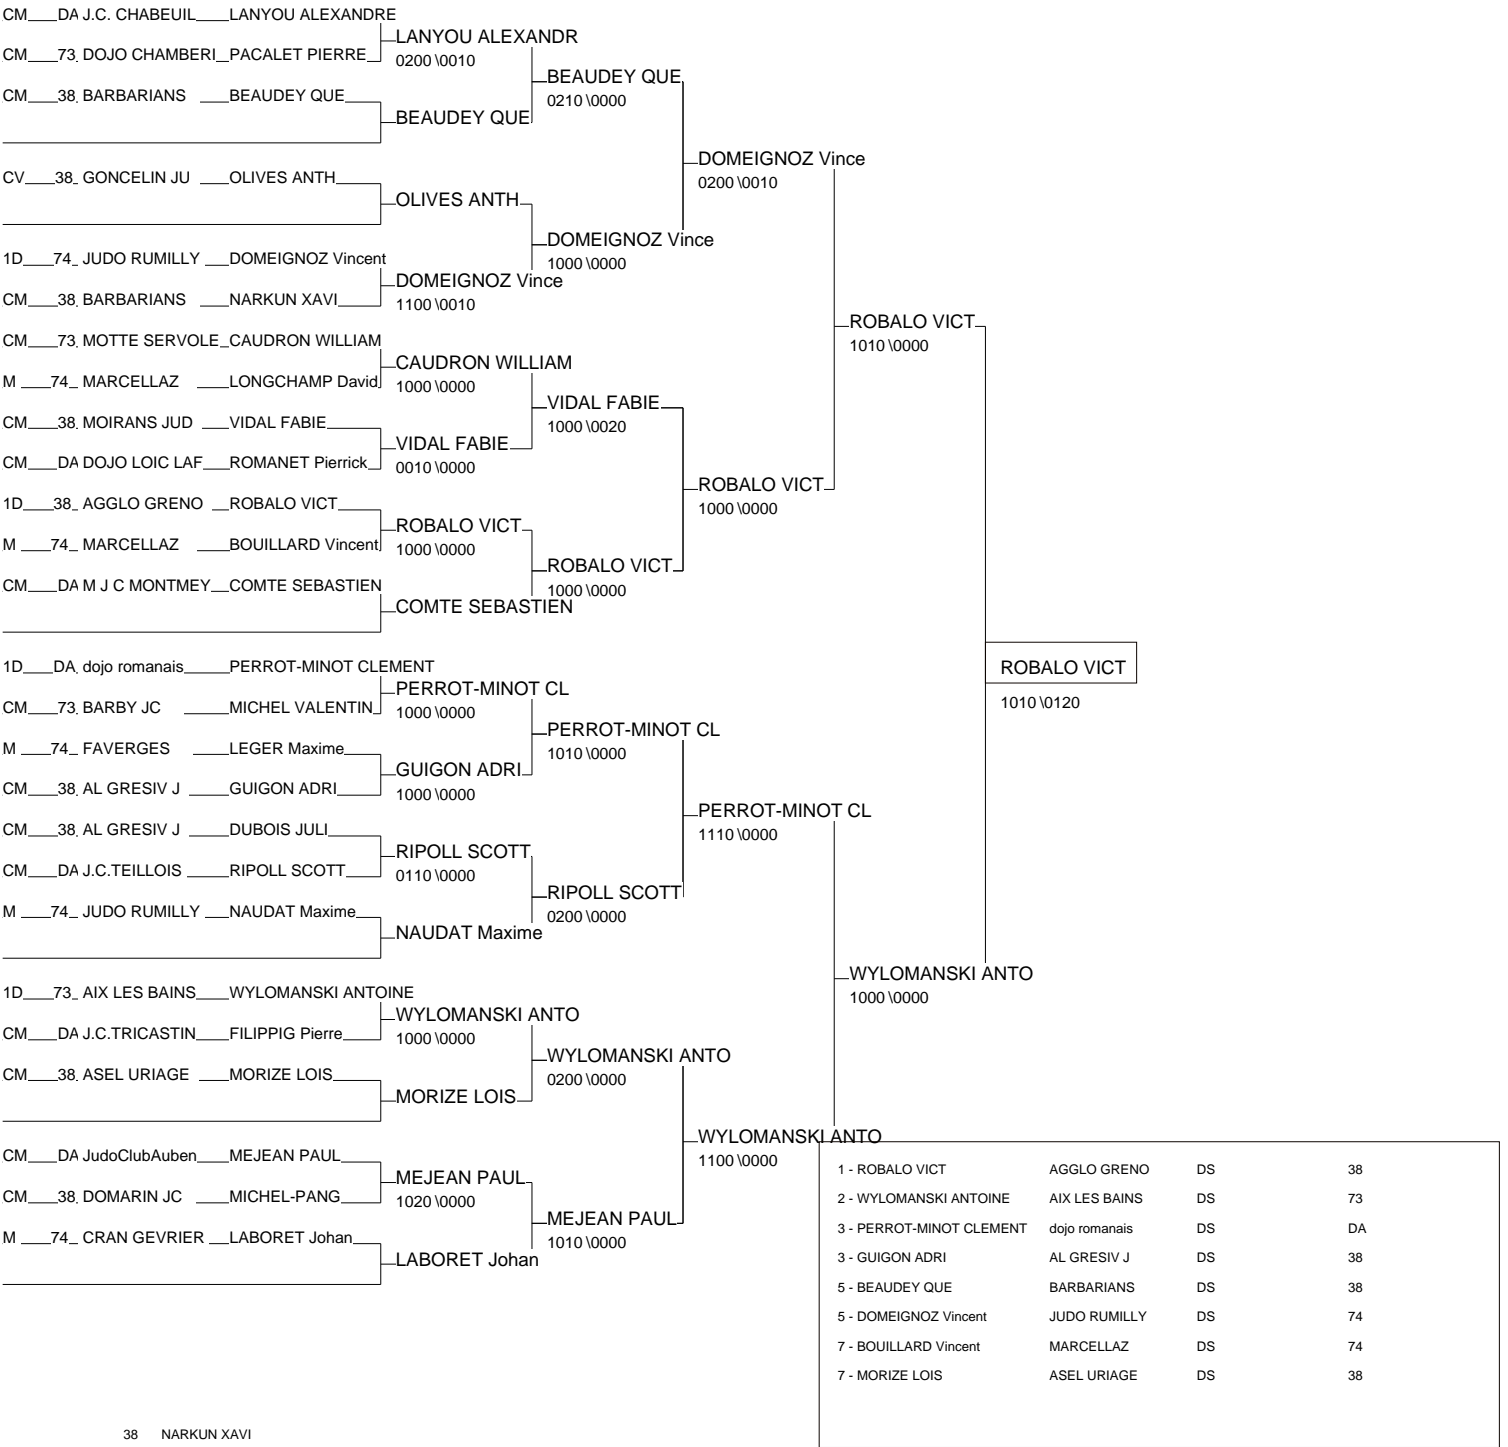 CM DA J.C. CHABEUIL LANYOU ALEXANDRE
LANYOU ALEXANDR
CM 73 DOJO CHAMBERI PACALET PIERRE
0200 \0010
BEAUDEY QUE
CM 38 BARBARIANS BEAUDEY QUE
0210 \0000
BEAUDEY QUE
DOMEIGNOZ Vince
CV 38 GONCELIN JU OLIVES ANTH
0200 \0010
OLIVES ANTH
DOMEIGNOZ Vince
1D 74 JUDO RUMILLY DOMEIGNOZ Vincent
1000 \0000
DOMEIGNOZ Vince
CM 38 BARBARIANS NARKUN XAVI
1100 \0010
ROBALO VICT
CM 73 MOTTE SERVOLE CAUDRON WILLIAM
1010 \0000
CAUDRON WILLIAM
M 74 MARCELLAZ LONGCHAMP David
1000 \0000
VIDAL FABIE
CM 38 MOIRANS JUD VIDAL FABIE
1000 \0020
VIDAL FABIE
CM DA DOJO LOIC LAF ROMANET Pierrick
0010 \0000
ROBALO VICT
1D 38 AGGLO GRENO ROBALO VICT
1000 \0000
ROBALO VICT
M 74 MARCELLAZ BOUILLARD Vincent
1000 \0000
ROBALO VICT
CM DA M J C MONTMEY COMTE SEBASTIEN
1000 \0000
COMTE SEBASTIEN
1D DA dojo romanais PERROT-MINOT CLEMENT
ROBALO VICT
PERROT-MINOT CL
CM 73 BARBY JC MICHEL VALENTIN
1000 \0000
1010 \0120
PERROT-MINOT CL
M 74 FAVERGES LEGER Maxime
1010 \0000
GUIGON ADRI
CM 38 AL GRESIV J GUIGON ADRI
1000 \0000
PERROT-MINOT CL
CM 38 AL GRESIV J DUBOIS JULI
1110 \0000
RIPOLL SCOTT
CM DA J.C.TEILLOIS RIPOLL SCOTT
0110 \0000
RIPOLL SCOTT
M 74 JUDO RUMILLY NAUDAT Maxime
0200 \0000
NAUDAT Maxime
WYLOMANSKI ANTO
1D 73 AIX LES BAINS WYLOMANSKI ANTOINE
1000 \0000
WYLOMANSKI ANTO
CM DA J.C.TRICASTIN FILIPPIG Pierre
1000 \0000
WYLOMANSKI ANTO
CM 38 ASEL URIAGE MORIZE LOIS
0200 \0000
MORIZE LOIS
WYLOMANSKI ANTO
CM DA JudoClubAuben MEJEAN PAUL
1100 \0000
MEJEAN PAUL
CM 38 DOMARIN JC MICHEL-PANG
1020 \0000
MEJEAN PAUL
M 74 CRAN GEVRIER LABORET Johan
1010 \0000
LABORET Johan
1 - ROBALO VICT AGGLO GRENO DS 38
2 - WYLOMANSKI ANTOINE AIX LES BAINS DS 73
3 - PERROT-MINOT CLEMENT dojo romanais DS DA
3 - GUIGON ADRI AL GRESIV J DS 38
5 - BEAUDEY QUE BARBARIANS DS 38
5 - DOMEIGNOZ Vincent JUDO RUMILLY DS 74
7 - BOUILLARD Vincent MARCELLAZ DS 74
7 - MORIZE LOIS ASEL URIAGE DS 38
38 NARKUN XAVI